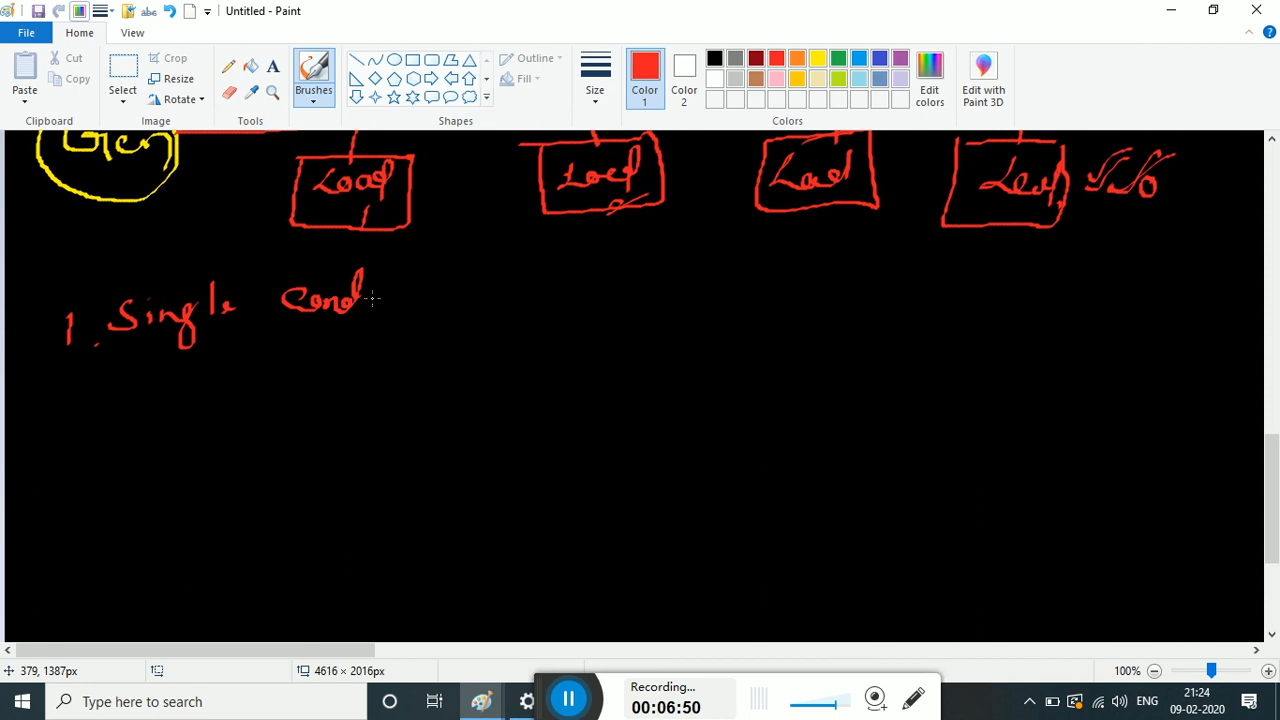 Untitled - Paint
File Home View
Cut
Copy
Paste
Clipboard
Crop
Resize
Rotate
Select
Image
Tools
Brushes
Outline
Fill
Shapes
Size
Color 1
Color 2
Edit colors
Edit with Paint 3D
Colors
Gen
Load Load Load Load
1. Single Cond
379, 1387px 4616 × 2016px 100%
Recording...
00:06:50
Type here to search
ENG
21:24
09-02-2020